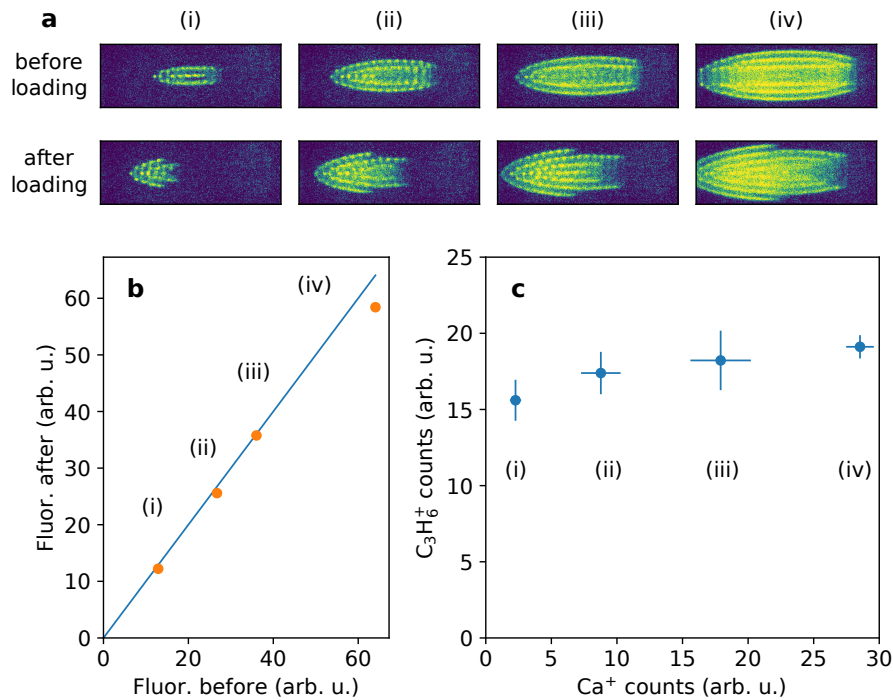 a (i) (ii) (iii) (iv)
before
loading
after
loading
b
(iv)
(iii)
(ii)
(i)
60
50
40
30
20
10
0
0 20 40 60
Fluor. after (arb. u.)
Fluor. before (arb. u.)
c
25
20
15
10
5
0
(i) (ii) (iii) (iv)
0 5 10 15 20 25 30
C₃H₆⁺ counts (arb. u.)
Ca⁺ counts (arb. u.)